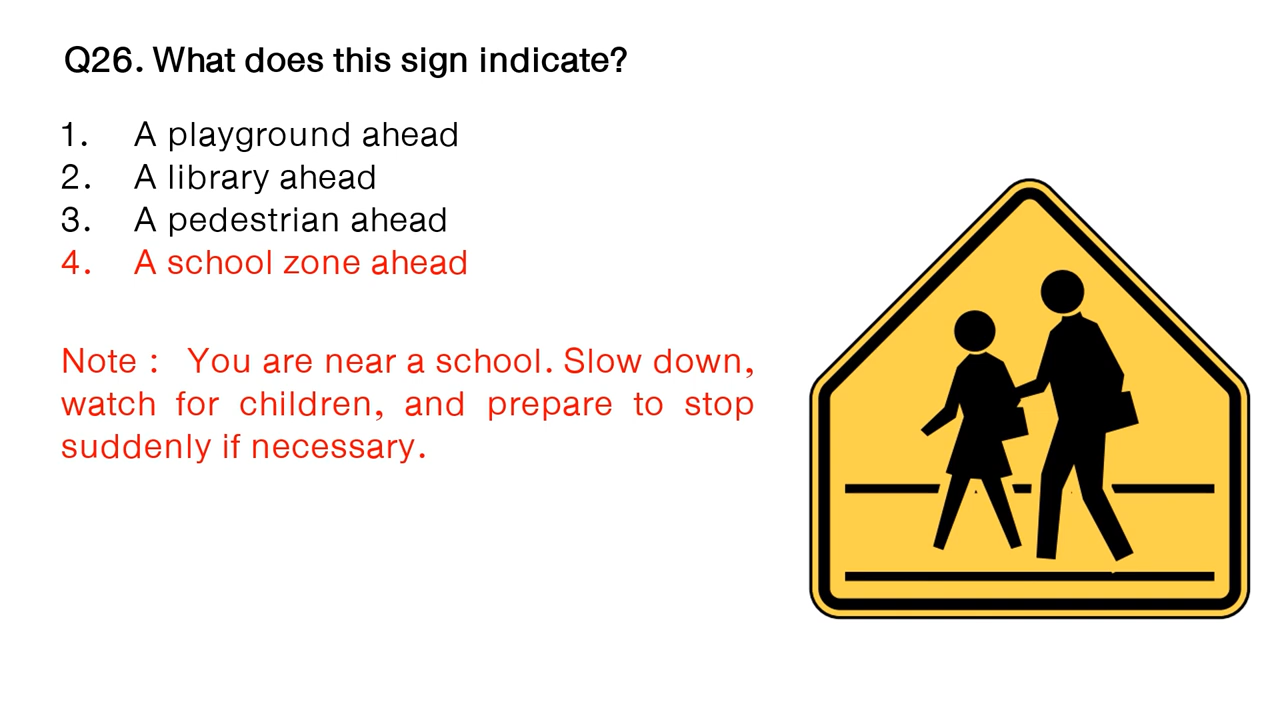 Q26. What does this sign indicate?
1. A playground ahead
2. A library ahead
3. A pedestrian ahead
4. A school zone ahead
Note : You are near a school. Slow down,
watch for children, and prepare to stop
suddenly if necessary.